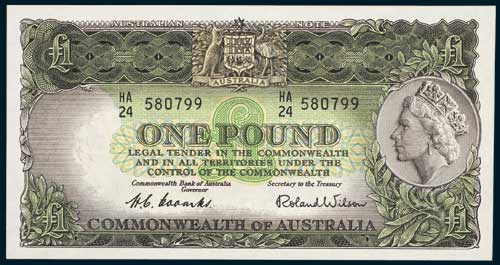 AUSTRALIAN NOTE
£1 £1
AUSTRALIA
HA 24 580799 HA 24 580799
ONE POUND
LEGAL TENDER IN THE COMMONWEALTH
AND IN ALL TERRITORIES UNDER THE
CONTROL OF THE COMMONWEALTH
Commonwealth Bank of Australia Secretary to the Treasury
Governor
H.C. Coombs Roland Wilson
£1 £1
COMMONWEALTH OF AUSTRALIA